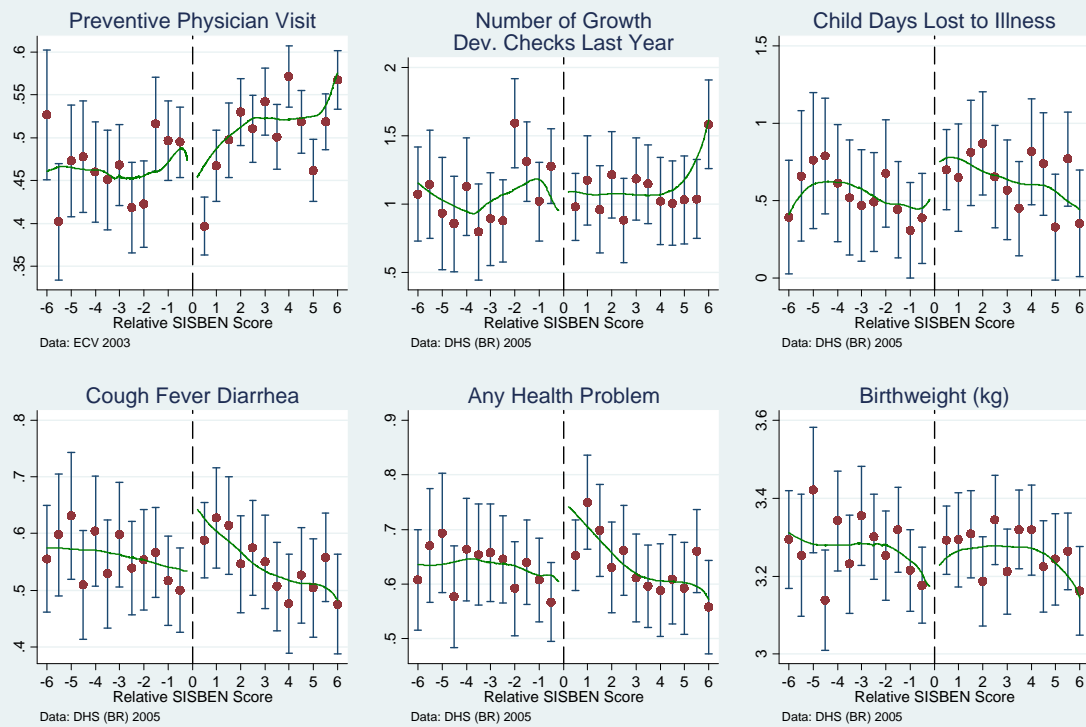 Preventive Physician Visit
.35 .4 .45 .5 .55 .6
-6 -5 -4 -3 -2 -1 0 1 2 3 4 5 6
Relative SISBEN Score
Data: ECV 2003
Number of Growth
Dev. Checks Last Year
.5 1 1.5 2
-6 -5 -4 -3 -2 -1 0 1 2 3 4 5 6
Relative SISBEN Score
Data: DHS (BR) 2005
Child Days Lost to Illness
0 .5 1 1.5
-6 -5 -4 -3 -2 -1 0 1 2 3 4 5 6
Relative SISBEN Score
Data: DHS (BR) 2005
Cough Fever Diarrhea
.4 .5 .6 .7 .8
-6 -5 -4 -3 -2 -1 0 1 2 3 4 5 6
Relative SISBEN Score
Data: DHS (BR) 2005
Any Health Problem
.5 .6 .7 .8 .9
-6 -5 -4 -3 -2 -1 0 1 2 3 4 5 6
Relative SISBEN Score
Data: DHS (BR) 2005
Birthweight (kg)
3 3.2 3.4 3.6
-6 -5 -4 -3 -2 -1 0 1 2 3 4 5 6
Relative SISBEN Score
Data: DHS (BR) 2005